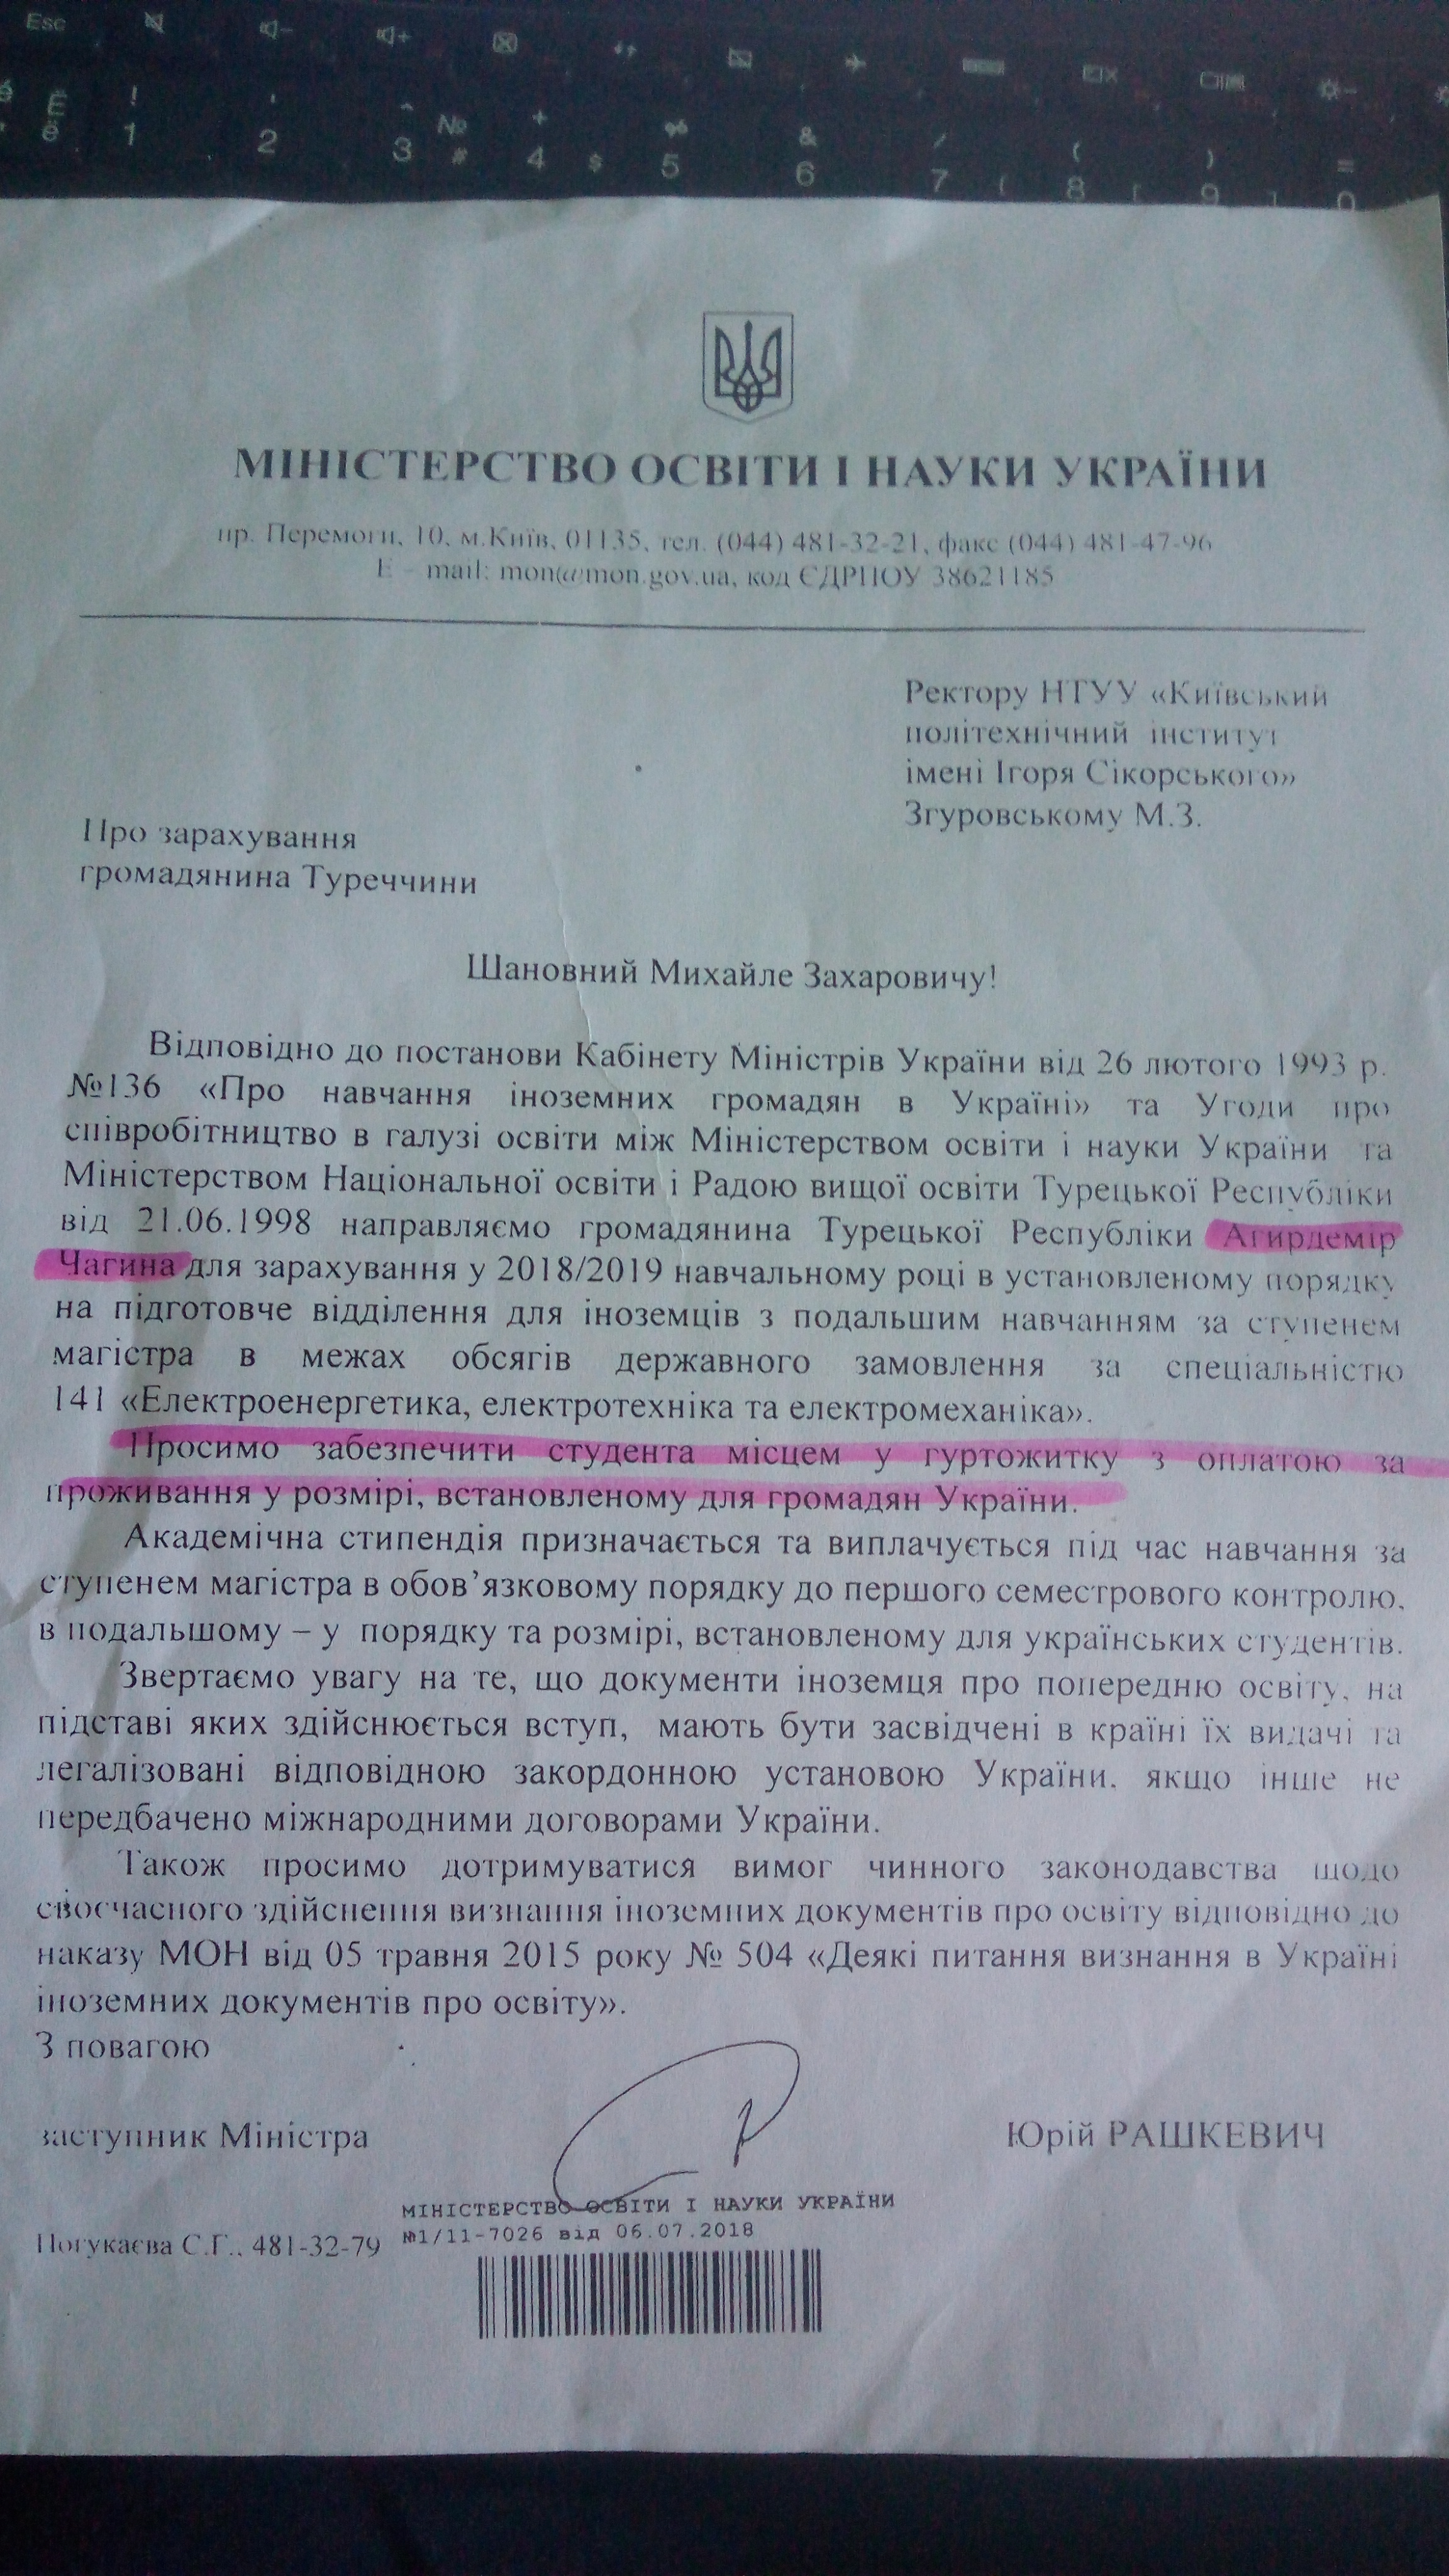 Esc
! № + % & / ( ) =
ё 1 2 3 # 4 $ 5 6 7 8 9 0
МІНІСТЕРСТВО ОСВІТИ І НАУКИ УКРАЇНИ
пр. Перемоги, 10, м.Київ, 01135, тел. (044) 481-32-21, факс (044) 481-47-96
E – mail: mon@mon.gov.ua, код ЄДРПОУ 38621185
Ректору НТУУ «Київський
політехнічний інститут
імені Ігоря Сікорського»
Згуровському М.З.
Про зарахування
громадянина Туреччини
Шановний Михайле Захаровичу!
Відповідно до постанови Кабінету Міністрів України від 26 лютого 1993 р.
№136 «Про навчання іноземних громадян в Україні» та Угоди про
співробітництво в галузі освіти між Міністерством освіти і науки України та
Міністерством Національної освіти і Радою вищої освіти Турецької Республіки
від 21.06.1998 направляємо громадянина Турецької Республіки Агирдемір
Чагина для зарахування у 2018/2019 навчальному році в установленому порядку
на підготовче відділення для іноземців з подальшим навчанням за ступенем
магістра в межах обсягів державного замовлення за спеціальністю
141 «Електроенергетика, електротехніка та електромеханіка».
Просимо забезпечити студента місцем у гуртожитку з оплатою за
проживання у розмірі, встановленому для громадян України.
Академічна стипендія призначається та виплачується під час навчання за
ступенем магістра в обов’язковому порядку до першого семестрового контролю,
в подальшому – у порядку та розмірі, встановленому для українських студентів.
Звертаємо увагу на те, що документи іноземця про попередню освіту, на
підставі яких здійснюється вступ, мають бути засвідчені в країні їх видачі та
легалізовані відповідною закордонною установою України, якщо інше не
передбачено міжнародними договорами України.
Також просимо дотримуватися вимог чинного законодавства щодо
своєчасного здійснення визнання іноземних документів про освіту відповідно до
наказу МОН від 05 травня 2015 року № 504 «Деякі питання визнання в Україні
іноземних документів про освіту».
З повагою
заступник Міністра Юрій РАШКЕВИЧ
МІНІСТЕРСТВО ОСВІТИ І НАУКИ УКРАЇНИ
№1/11-7026 від 06.07.2018
Погукаєва С.Г., 481-32-79